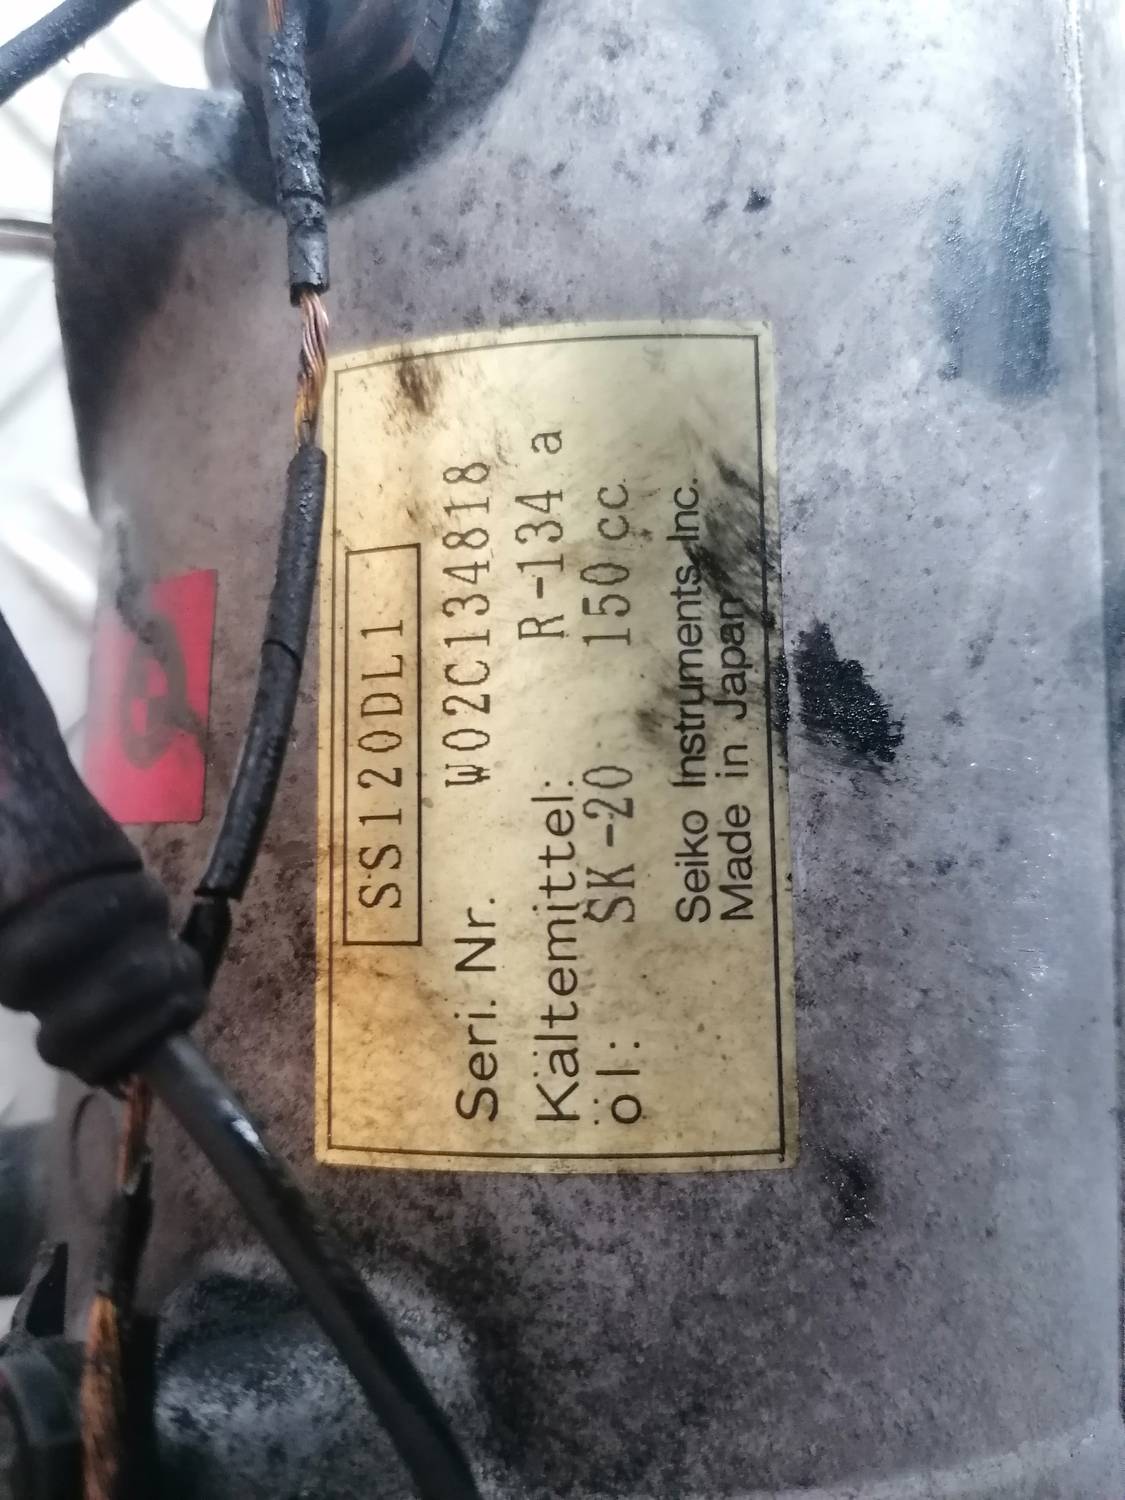 SS120DL1
Seri. Nr. W02C134818
Kältemittel: R-134 a
öl: SK-20 150 cc
Seiko Instruments Inc.
Made in Japan
e